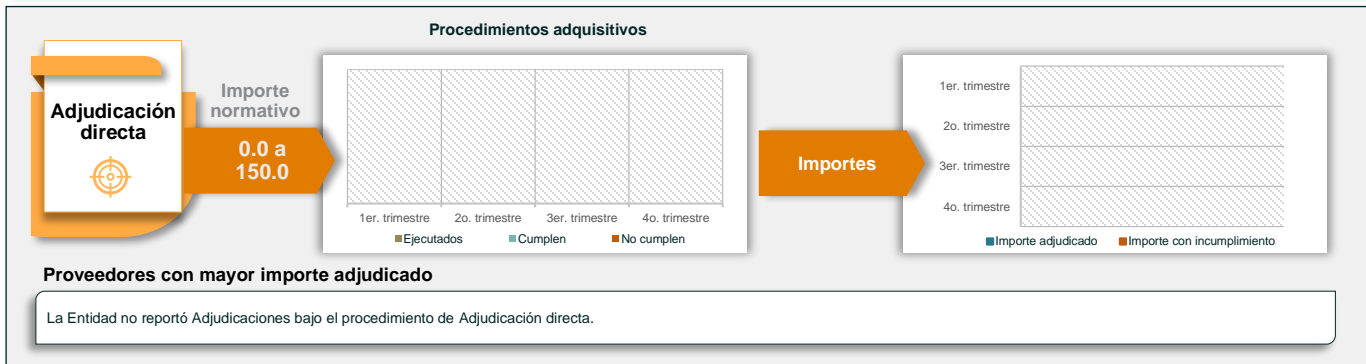 Procedimientos adquisitivos
Adjudicación
directa
Importe
normativo
0.0 a
150.0
1er. trimestre
2o. trimestre
3er. trimestre
4o. trimestre
Ejecutados
Cumplen
No cumplen
Importes
1er. trimestre
2o. trimestre
3er. trimestre
4o. trimestre
Importe adjudicado
Importe con incumplimiento
Proveedores con mayor importe adjudicado
La Entidad no reportó Adjudicaciones bajo el procedimiento de Adjudicación directa.